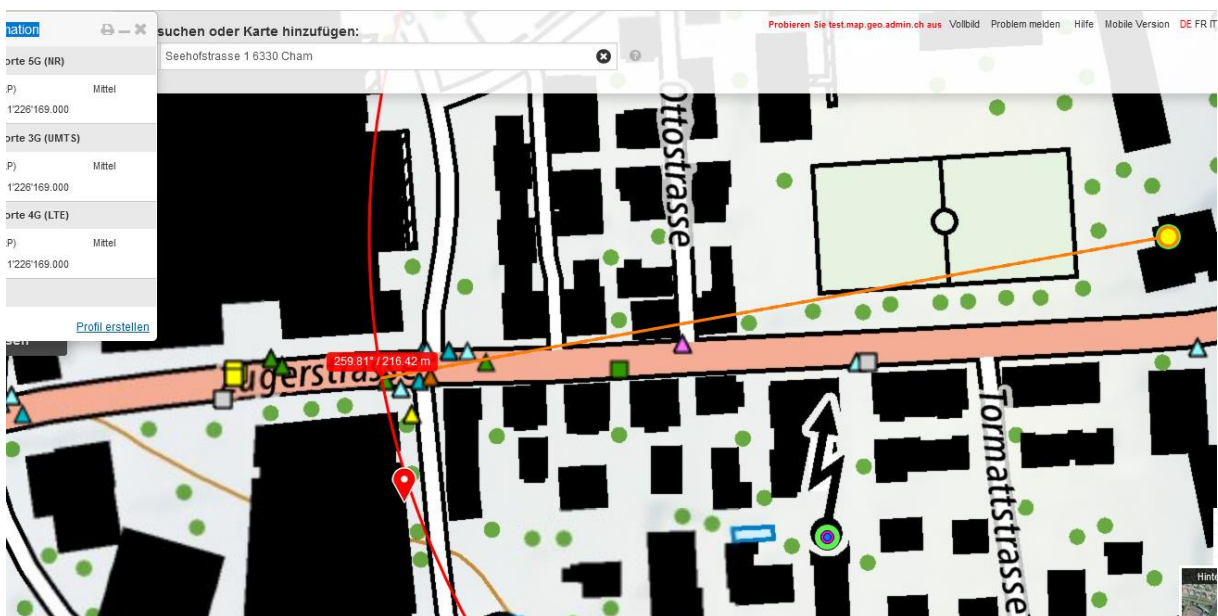 Probieren Sie test.map.geo.admin.ch aus Vollbild Problem melden Hilfe Mobile Version DE FR IT
mation
suchen oder Karte hinzufügen:
Seehofstrasse 1 6330 Cham
orte 5G (NR)
P) Mittel
1'226'169.000
orte 3G (UMTS)
P) Mittel
1'226'169.000
orte 4G (LTE)
P) Mittel
1'226'169.000
Profil erstellen
Ottostrasse
259.81° / 216.42 m
Zugerstrasse
Tormattstrasse
Hinte